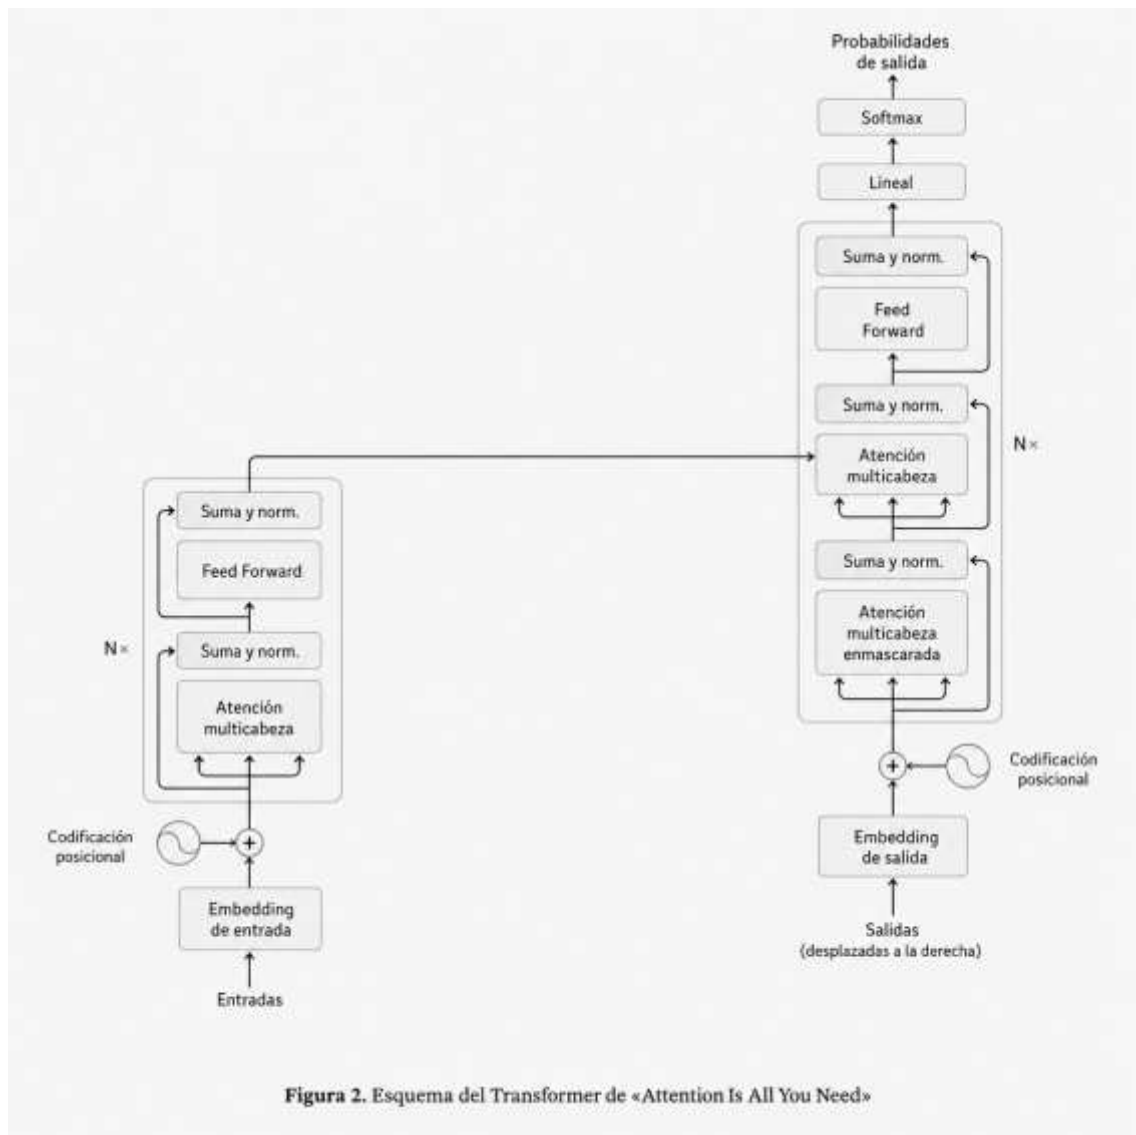 Probabilidades
de salida
Softmax
Lineal
Suma y norm.
Feed
Forward
Suma y norm.
N×
Atención
multicabeza
Suma y norm.
Atención
multicabeza
enmascarada
Codificación
posicional
+
Embedding
de salida
Salidas
(desplazadas a la derecha)
Suma y norm.
Feed Forward
N×
Suma y norm.
Atención
multicabeza
Codificación
posicional
+
Embedding
de entrada
Entradas
Figura 2. Esquema del Transformer de «Attention Is All You Need»